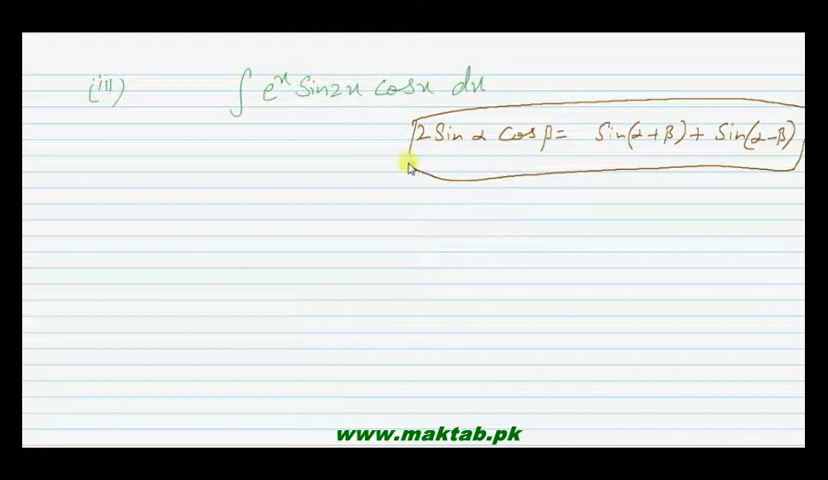 (iii) ∫ e^x Sin2x Cosx dx
2 Sin α Cos β = Sin(α+β) + Sin(α-β)
www.maktab.pk